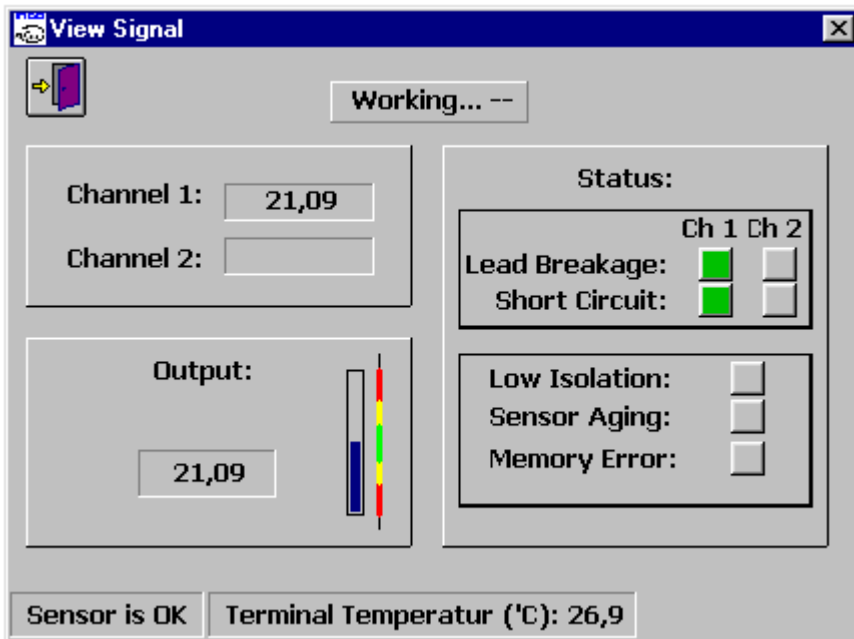 View Signal
Working... --
Channel 1: 21,09
Channel 2:
Output:
21,09
Status:
Ch 1 Ch 2
Lead Breakage:
Short Circuit:
Low Isolation:
Sensor Aging:
Memory Error:
Sensor is OK
Terminal Temperatur ('C): 26,9